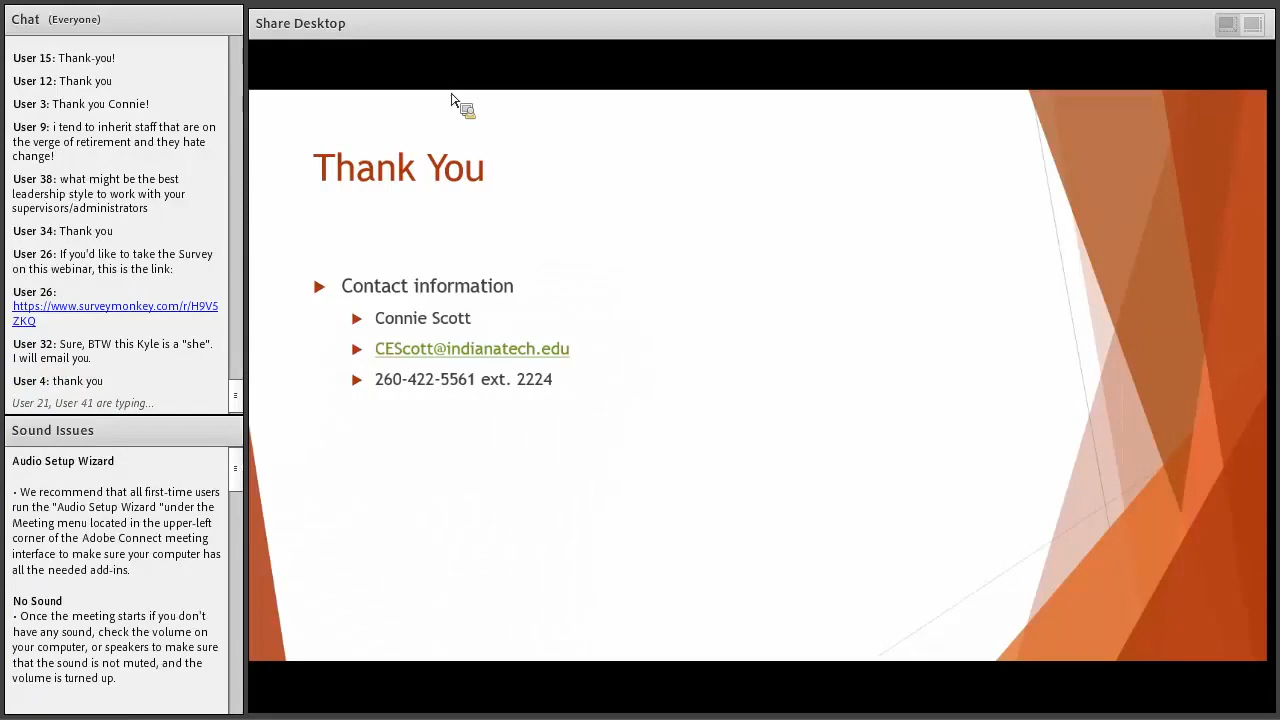 Chat (Everyone)
User 15: Thank-you!
User 12: Thank you
User 3: Thank you Connie!
User 9: i tend to inherit staff that are on
the verge of retirement and they hate
change!
User 38: what might be the best
leadership style to work with your
supervisors/administrators
User 34: Thank you
User 26: If you'd like to take the Survey
on this webinar, this is the link:
User 26:
https://www.surveymonkey.com/r/H9V5
ZKQ
User 32: Sure, BTW this Kyle is a "she".
I will email you.
User 4: thank you
User 21, User 41 are typing...
Sound Issues
Audio Setup Wizard
• We recommend that all first-time users
run the "Audio Setup Wizard "under the
Meeting menu located in the upper-left
corner of the Adobe Connect meeting
interface to make sure your computer has
all the needed add-ins.
No Sound
• Once the meeting starts if you don't
have any sound, check the volume on
your computer, or speakers to make sure
that the sound is not muted, and the
volume is turned up.
Share Desktop
Thank You
Contact information
Connie Scott
CEScott@indianatech.edu
260-422-5561 ext. 2224